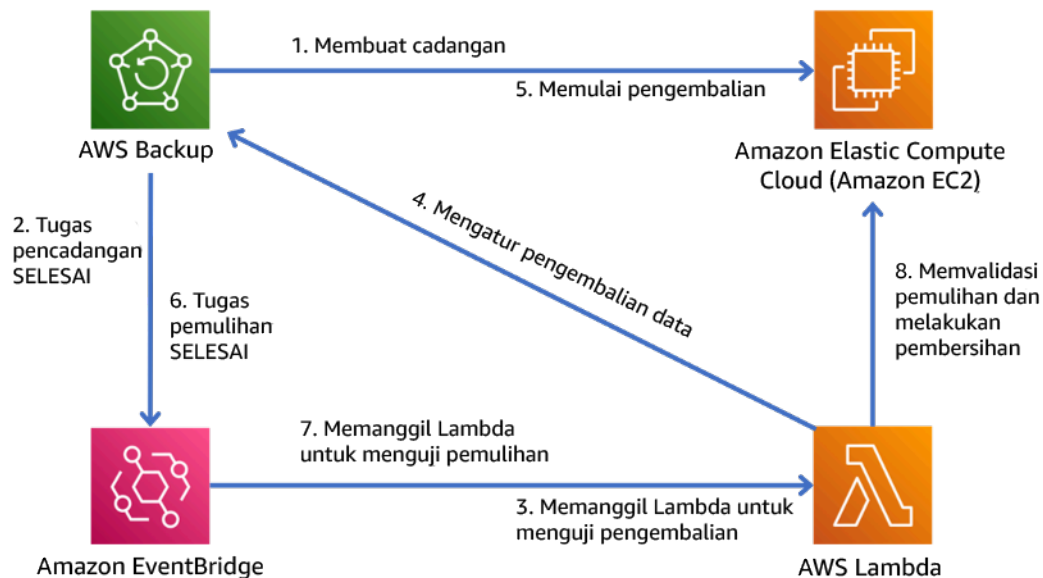 1. Membuat cadangan
5. Memulai pengembalian
AWS Backup
Amazon Elastic Compute
Cloud (Amazon EC2)
2. Tugas
pencadangan
SELESAI
4. Mengatur pengembalian data
6. Tugas
pemulihan
SELESAI
8. Memvalidasi
pemulihan dan
melakukan
pembersihan
7. Memanggil Lambda
untuk menguji pemulihan
3. Memanggil Lambda untuk
menguji pengembalian
Amazon EventBridge
AWS Lambda